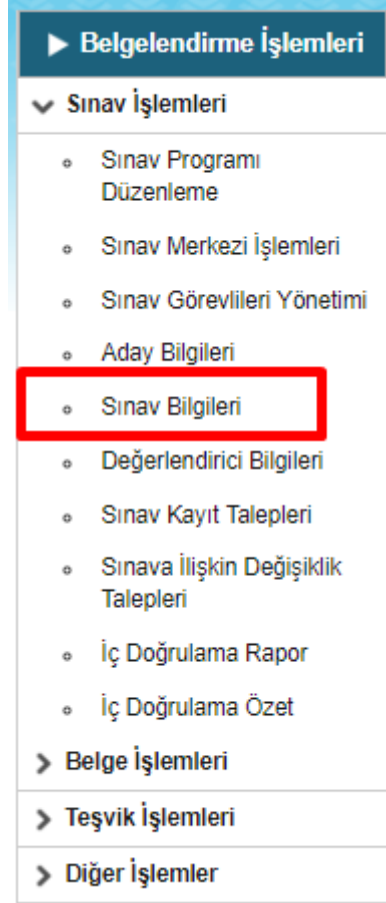 Belgelendirme İşlemleri
Sınav İşlemleri
Sınav Programı
Düzenleme
Sınav Merkezi İşlemleri
Sınav Görevlileri Yönetimi
Aday Bilgileri
Sınav Bilgileri
Değerlendirici Bilgileri
Sınav Kayıt Talepleri
Sınava İlişkin Değişiklik
Talepleri
İç Doğrulama Rapor
İç Doğrulama Özet
Belge İşlemleri
Teşvik İşlemleri
Diğer İşlemler